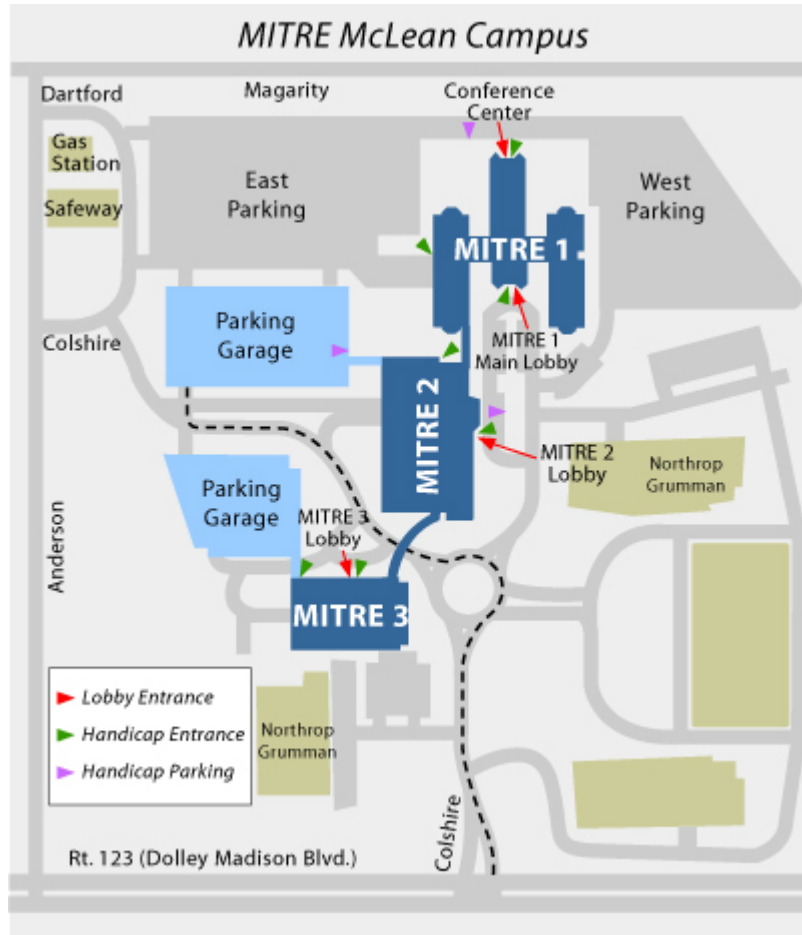 MITRE McLean Campus
Dartford
Magarity
Conference
Center
Gas
Station
Safeway
East
Parking
West
Parking
MITRE 1
Colshire
Parking
Garage
MITRE 1
Main Lobby
MITRE 2
MITRE 2
Lobby
Northrop
Grumman
Parking
Garage
MITRE 3
Lobby
Anderson
MITRE 3
Lobby Entrance
Handicap Entrance
Handicap Parking
Northrop
Grumman
Colshire
Rt. 123 (Dolley Madison Blvd.)